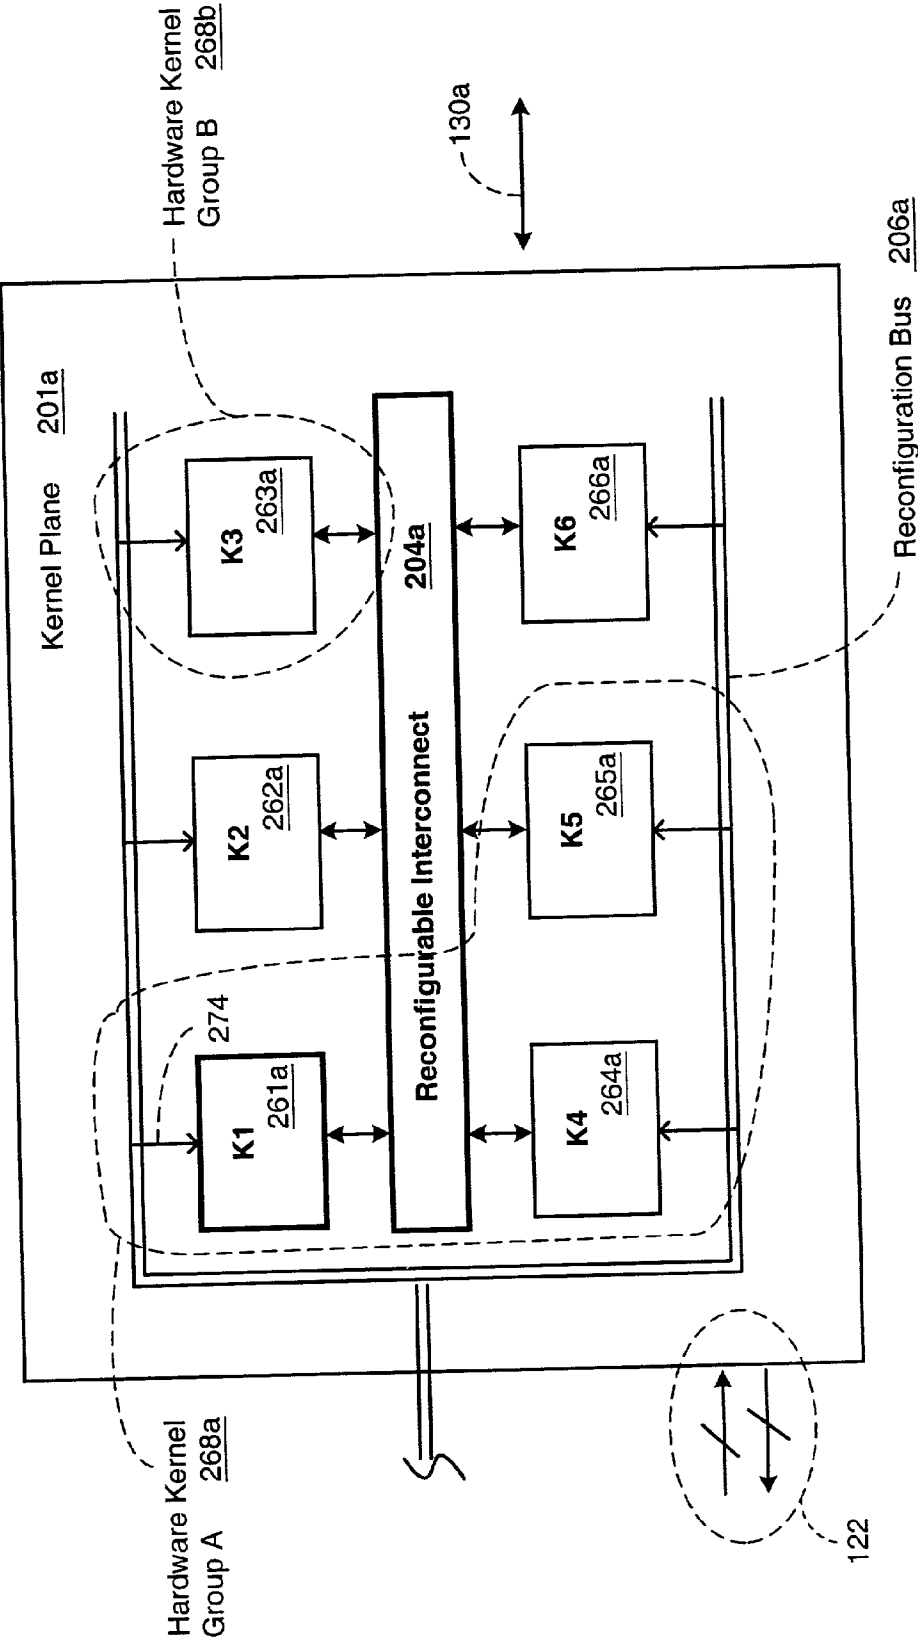 Hardware Kernel
Group A 268a
Hardware Kernel
Group B 268b
Kernel Plane 201a
274
K1
261a
K2
262a
K3
263a
Reconfigurable Interconnect 204a
K4
264a
K5
265a
K6
266a
130a
122
Reconfiguration Bus 206a